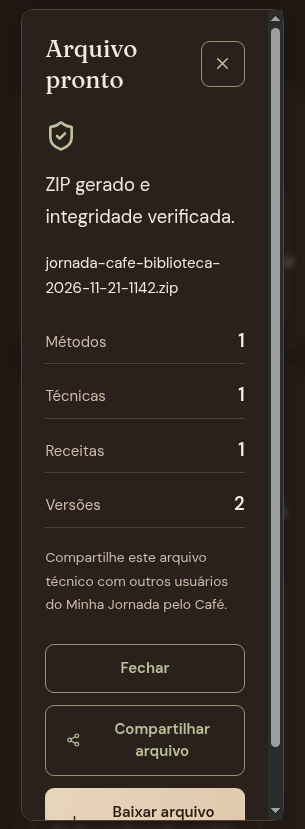 Arquivo
pronto
ZIP gerado e
integridade verificada.
jornada-cafe-biblioteca-
2026-11-21-1142.zip
Métodos 1
Técnicas 1
Receitas 1
Versões 2
Compartilhe este arquivo
técnico com outros usuários
do Minha Jornada pelo Café.
Fechar
Compartilhar
arquivo
Baixar arquivo